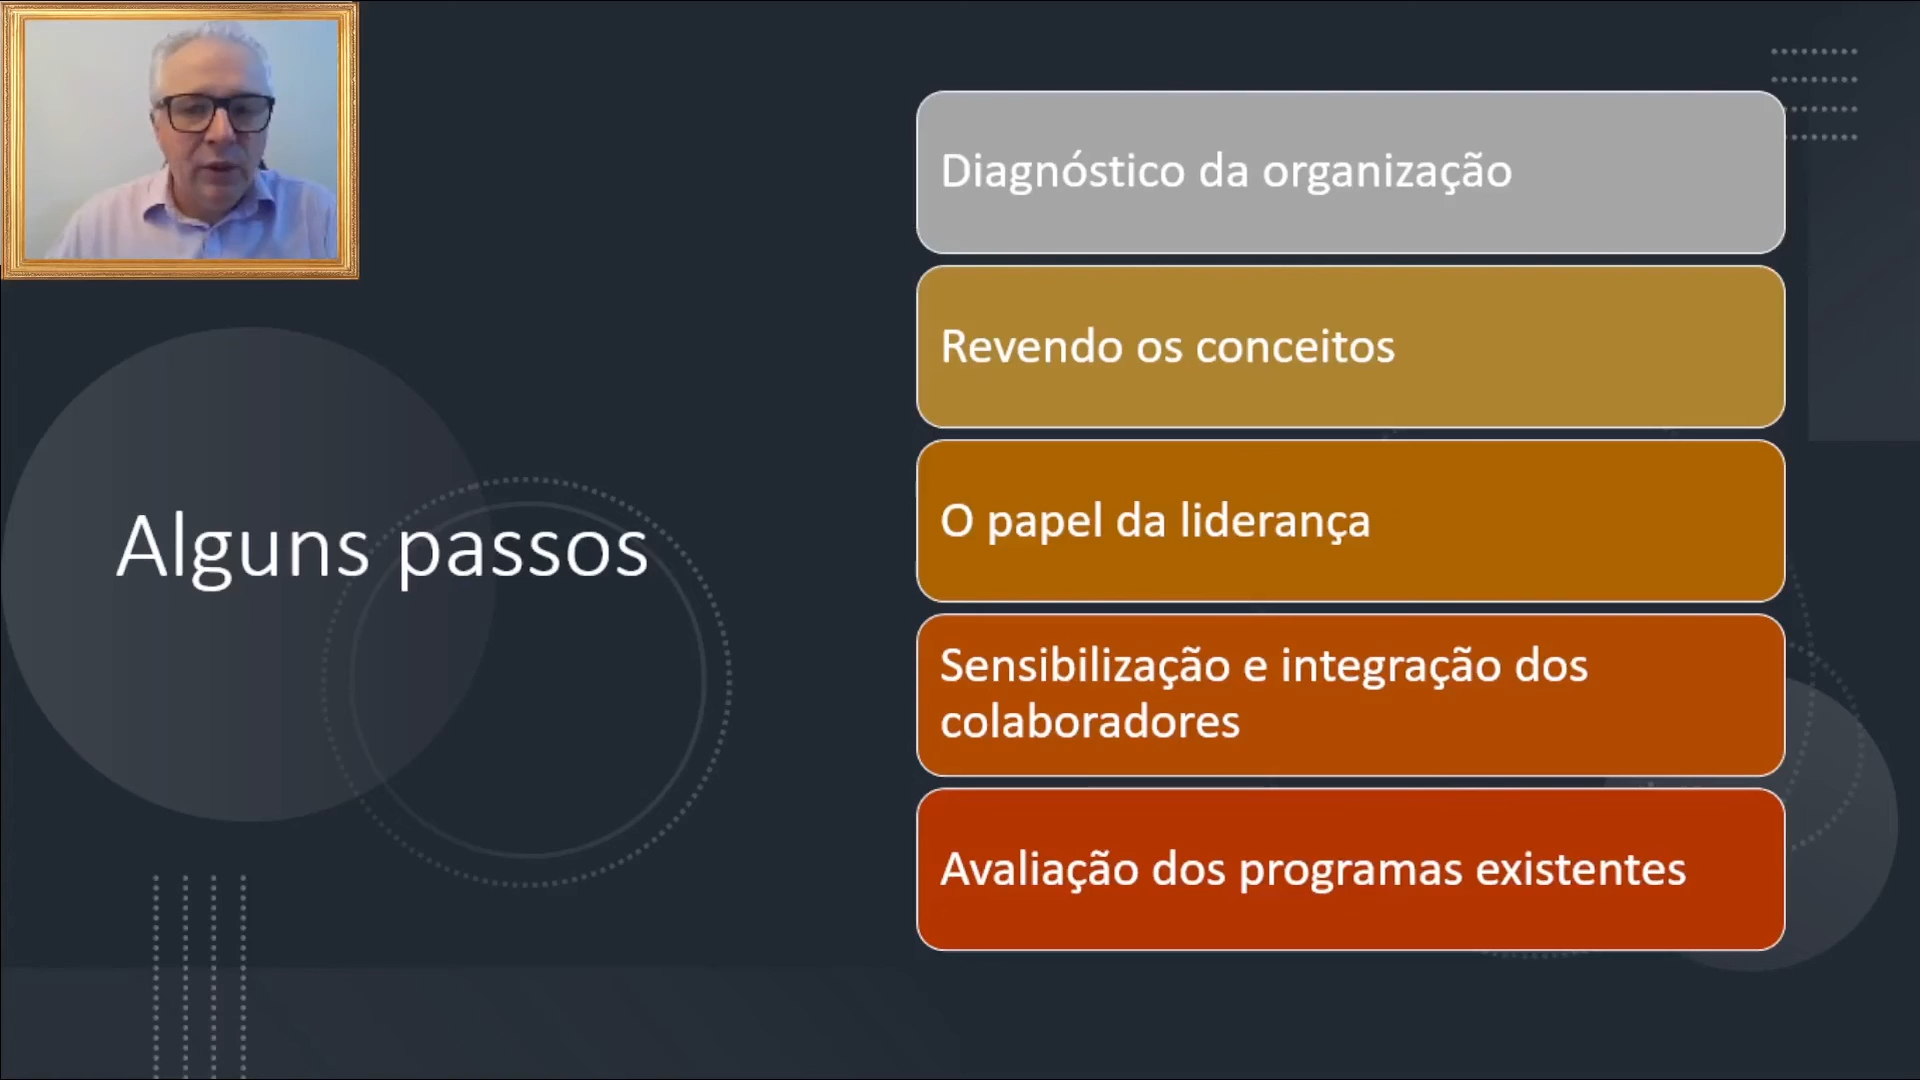 Alguns passos
Diagnóstico da organização
Revendo os conceitos
O papel da liderança
Sensibilização e integração dos
colaboradores
Avaliação dos programas existentes